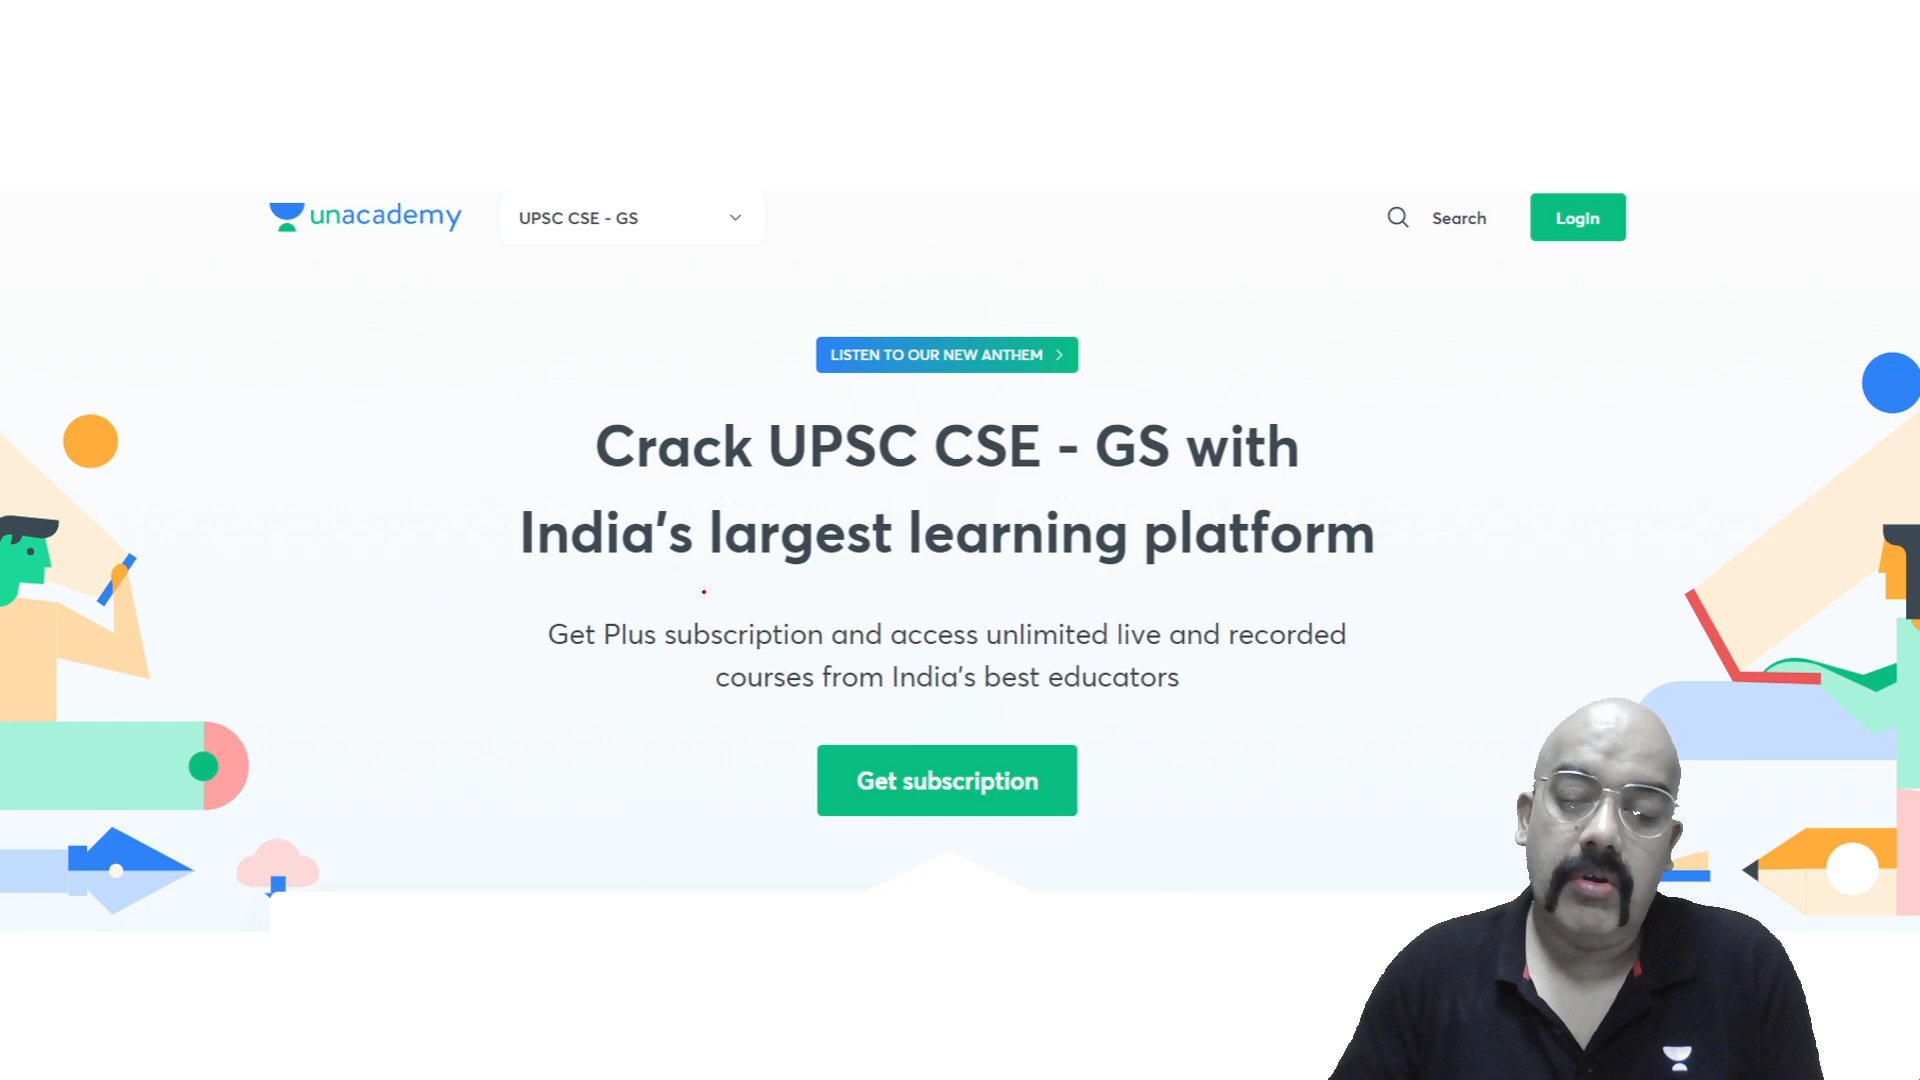 unacademy
UPSC CSE - GS
Search
Login
LISTEN TO OUR NEW ANTHEM
Crack UPSC CSE - GS with
India's largest learning platform
Get Plus subscription and access unlimited live and recorded
courses from India's best educators
Get subscription